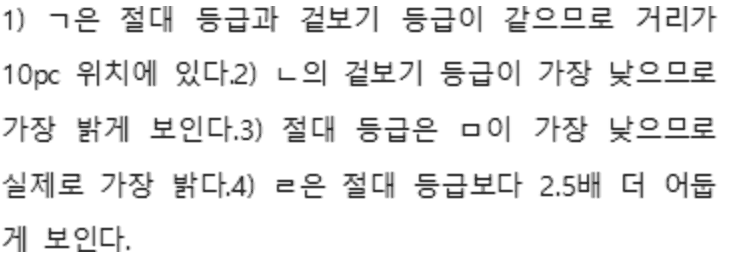 1) ㄱ은 절대 등급과 겉보기 등급이 같으므로 거리가
10pc 위치에 있다.2) ㄴ의 겉보기 등급이 가장 낮으므로
가장 밝게 보인다.3) 절대 등급은 ㅁ이 가장 낮으므로
실제로 가장 밝다.4) ㄹ은 절대 등급보다 2.5배 더 어둡
게 보인다.